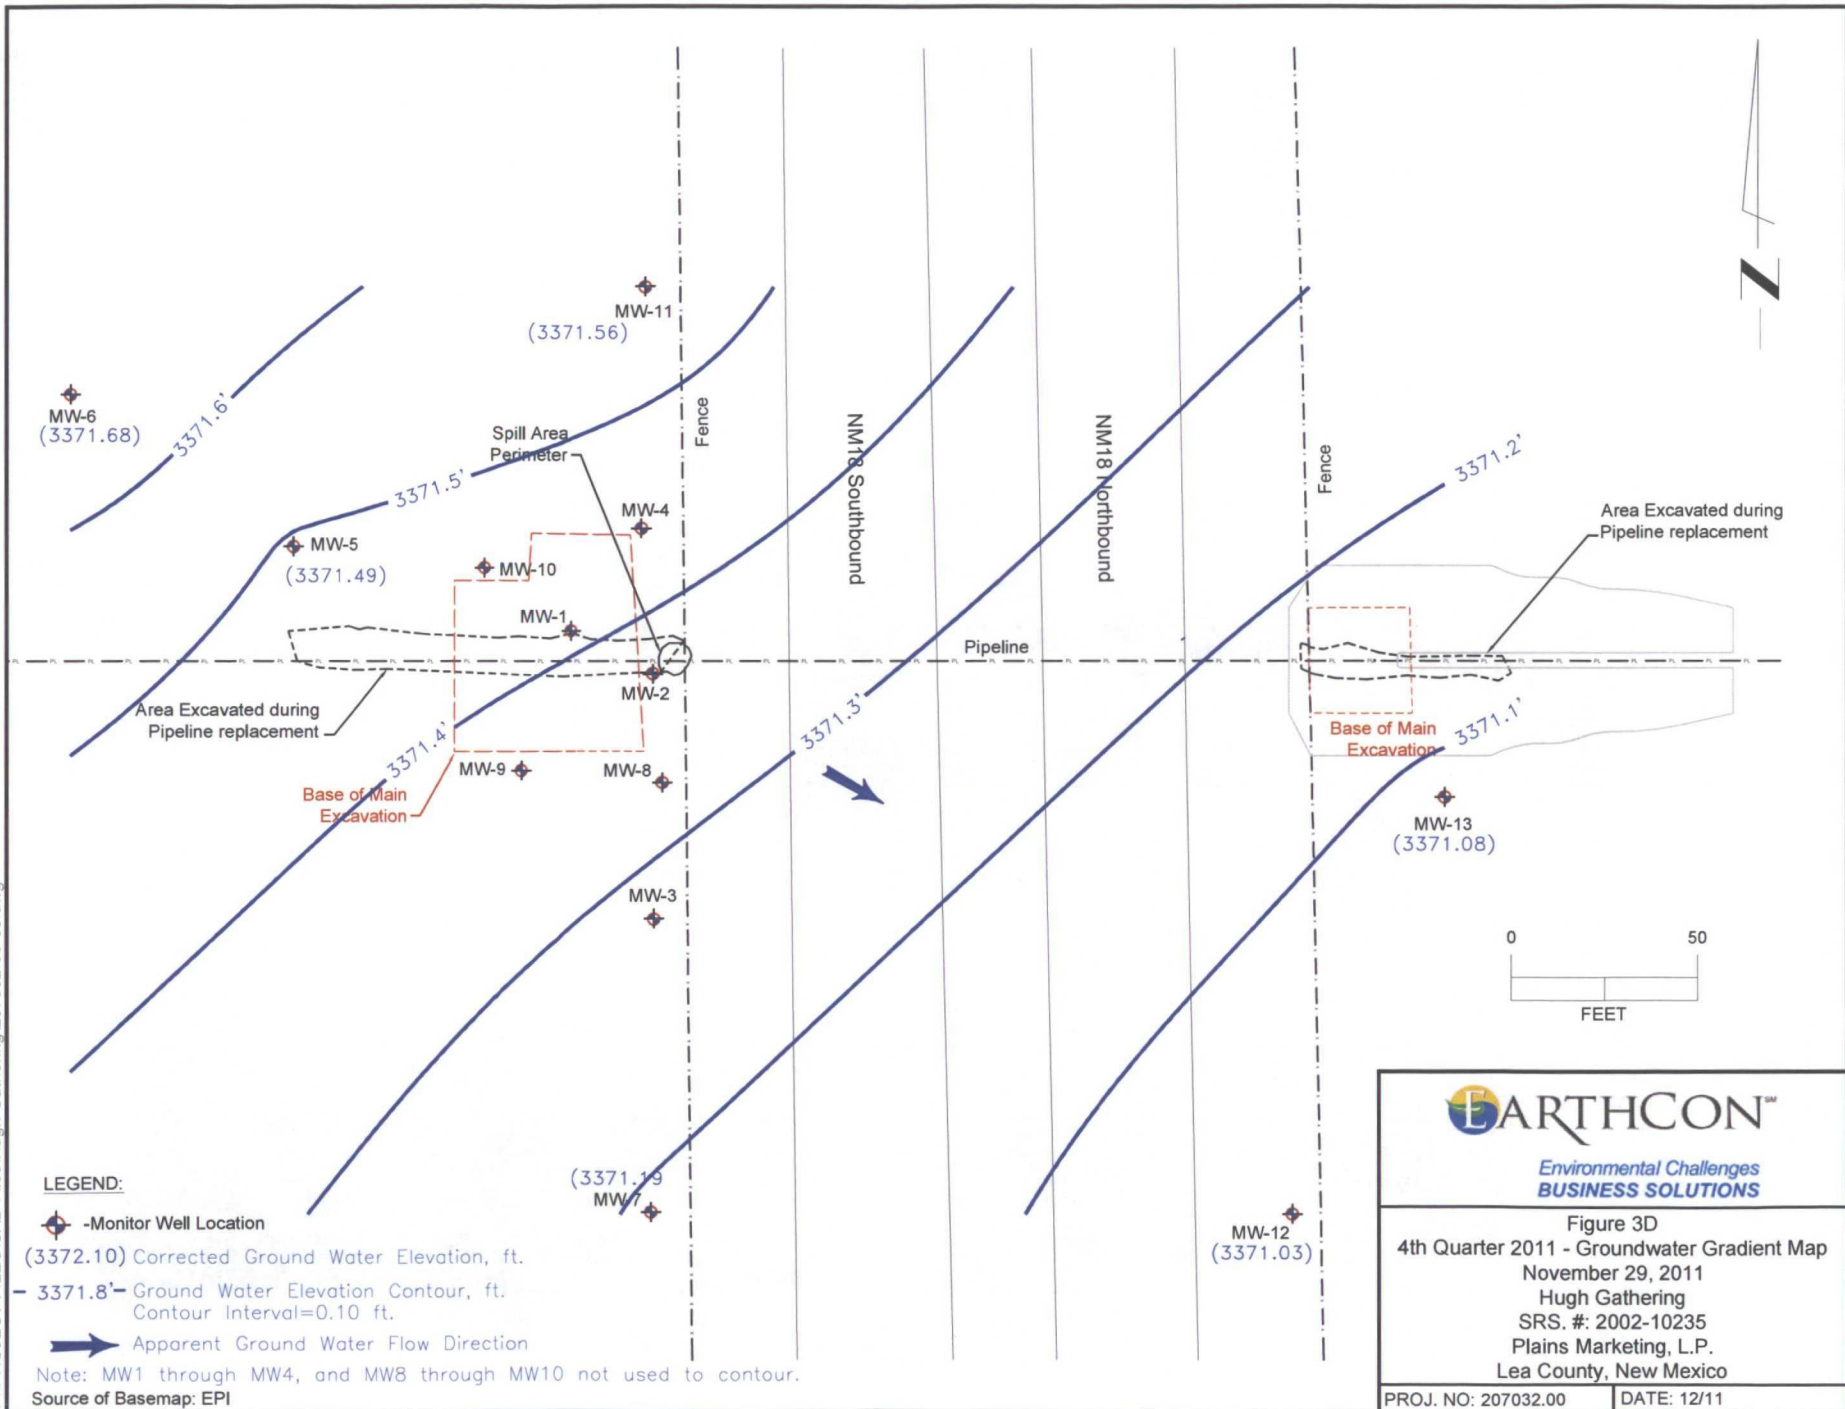 MW-11
(3371.56)
MW-6
(3371.68)
3371.6'
Spill Area
Perimeter
Fence
NM18 Southbound
NM18 Northbound
Fence
3371.2'
3371.5'
MW-4
MW-5
(3371.49)
MW-10
MW-1
Area Excavated during
Pipeline replacement
Pipeline
MW-2
Area Excavated during
Pipeline replacement
3371.4'
3371.3'
Base of Main
Excavation
3371.1'
MW-9
MW-8
Base of Main
Excavation
MW-13
(3371.08)
MW-3
0 50
FEET
(3371.19
MW-7
MW-12
(3371.03)
N
LEGEND:
-Monitor Well Location
(3372.10) Corrected Ground Water Elevation, ft.
- 3371.8'- Ground Water Elevation Contour, ft.
Contour Interval=0.10 ft.
Apparent Ground Water Flow Direction
Note: MW1 through MW4, and MW8 through MW10 not used to contour.
Source of Basemap: EPI
EARTHCON SM
Environmental Challenges
BUSINESS SOLUTIONS
Figure 3D
4th Quarter 2011 - Groundwater Gradient Map
November 29, 2011
Hugh Gathering
SRS. #: 2002-10235
Plains Marketing, L.P.
Lea County, New Mexico
PROJ. NO: 207032.00 DATE: 12/11